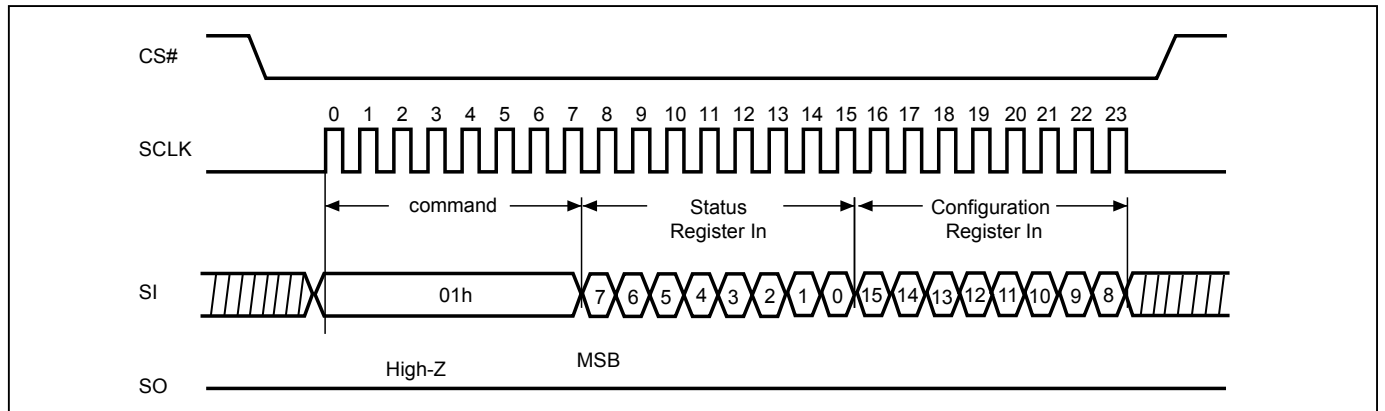 CS#
0 1 2 3 4 5 6 7 8 9 10 11 12 13 14 15 16 17 18 19 20 21 22 23
SCLK
command
Status
Register In
Configuration
Register In
SI
01h
7 6 5 4 3 2 1 0 15 14 13 12 11 10 9 8
High-Z
MSB
SO